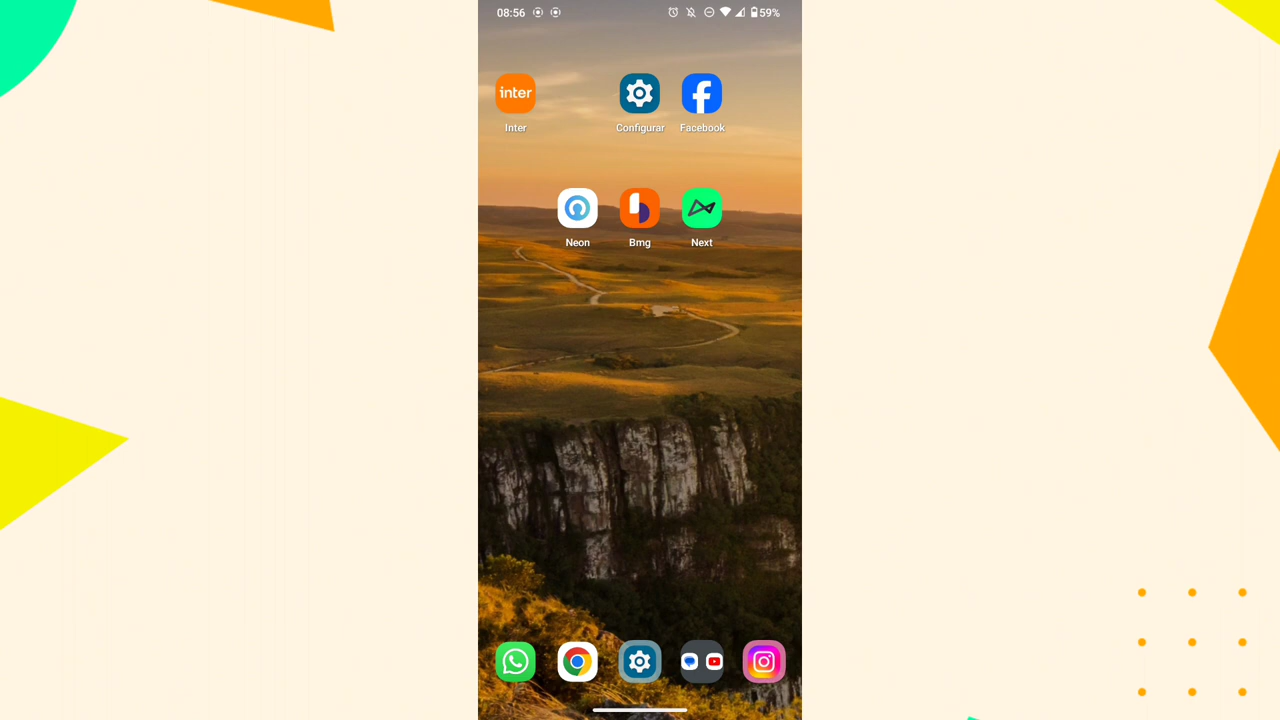 08:56
59%
inter
Inter
Configurar
Facebook
Neon
Bmg
Next